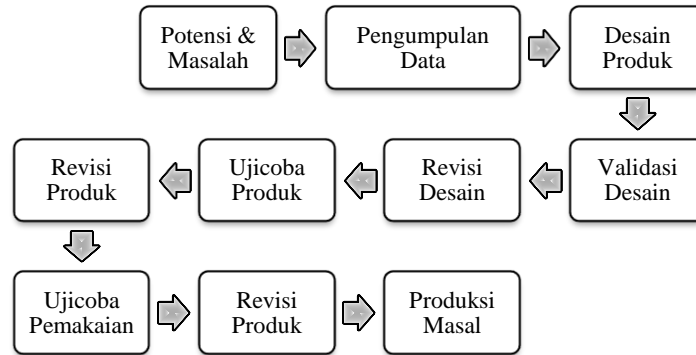 Potensi &
Masalah
Pengumpulan
Data
Desain
Produk
Validasi
Desain
Revisi
Desain
Ujicoba
Produk
Revisi
Produk
Ujicoba
Pemakaian
Revisi
Produk
Produksi
Masal